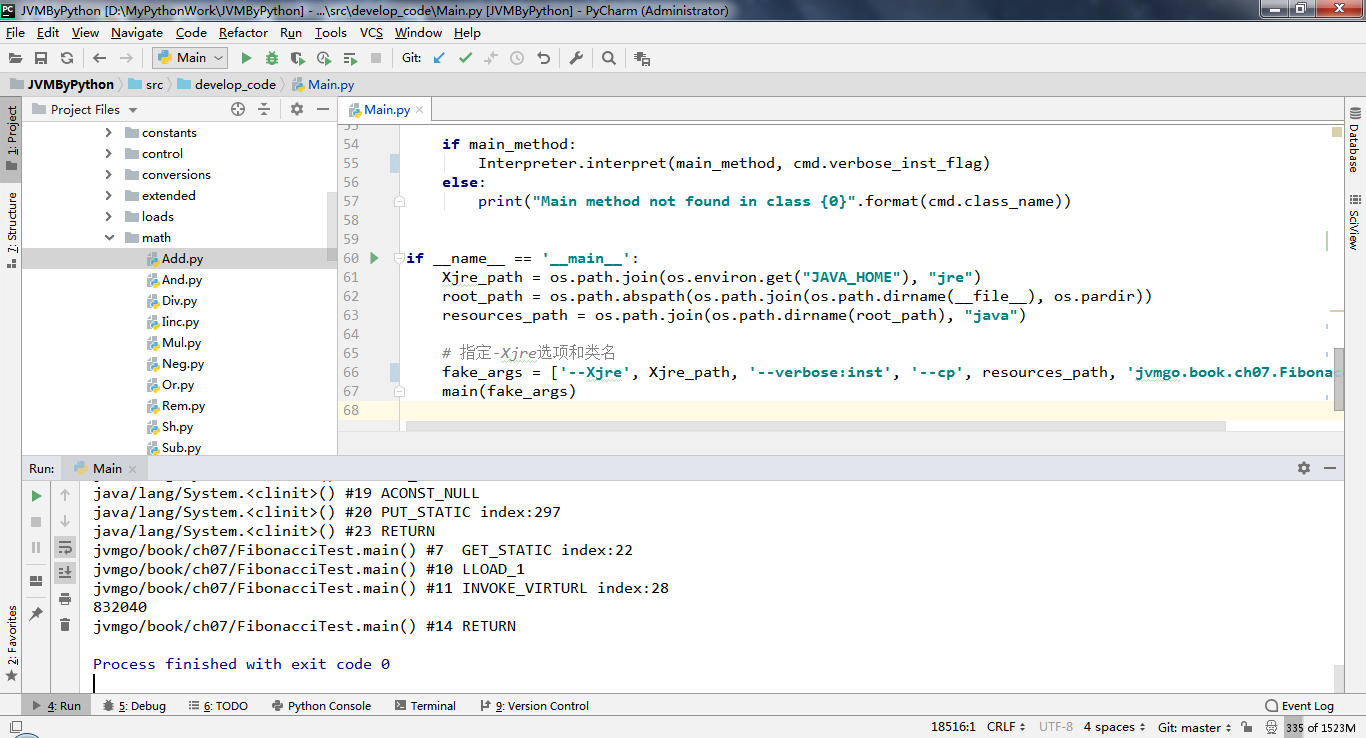 JVMByPython [D:\MyPythonWork\JVMByPython] - ...\src\develop_code\Main.py [JVMByPython] - PyCharm (Administrator)
File Edit View Navigate Code Refactor Run Tools VCS Window Help
Main Git:
JVMByPython src develop_code Main.py
1: Project
7: Structure
2: Favorites
Project Files
constants
control
conversions
extended
loads
math
Add.py
And.py
Div.py
Iinc.py
Mul.py
Neg.py
Or.py
Rem.py
Sh.py
Sub.py
Main.py
53
54 if main_method:
55 Interpreter.interpret(main_method, cmd.verbose_inst_flag)
56 else:
57 print("Main method not found in class {0}".format(cmd.class_name))
58
59
60 if __name__ == '__main__':
61 Xjre_path = os.path.join(os.environ.get("JAVA_HOME"), "jre")
62 root_path = os.path.abspath(os.path.join(os.path.dirname(__file__), os.pardir))
63 resources_path = os.path.join(os.path.dirname(root_path), "java")
64
65 # 指定-Xjre选项和类名
66 fake_args = ['--Xjre', Xjre_path, '--verbose:inst', '--cp', resources_path, 'jvmgo.book.ch07.Fibonac
67 main(fake_args)
68
Database
SciView
Run: Main
java/lang/System.<clinit>() #19 ACONST_NULL
java/lang/System.<clinit>() #20 PUT_STATIC index:297
java/lang/System.<clinit>() #23 RETURN
jvmgo/book/ch07/FibonacciTest.main() #7 GET_STATIC index:22
jvmgo/book/ch07/FibonacciTest.main() #10 LLOAD_1
jvmgo/book/ch07/FibonacciTest.main() #11 INVOKE_VIRTURL index:28
832040
jvmgo/book/ch07/FibonacciTest.main() #14 RETURN
Process finished with exit code 0
4: Run 5: Debug 6: TODO Python Console Terminal 9: Version Control Event Log
18516:1 CRLF UTF-8 4 spaces Git: master 335 of 1523M